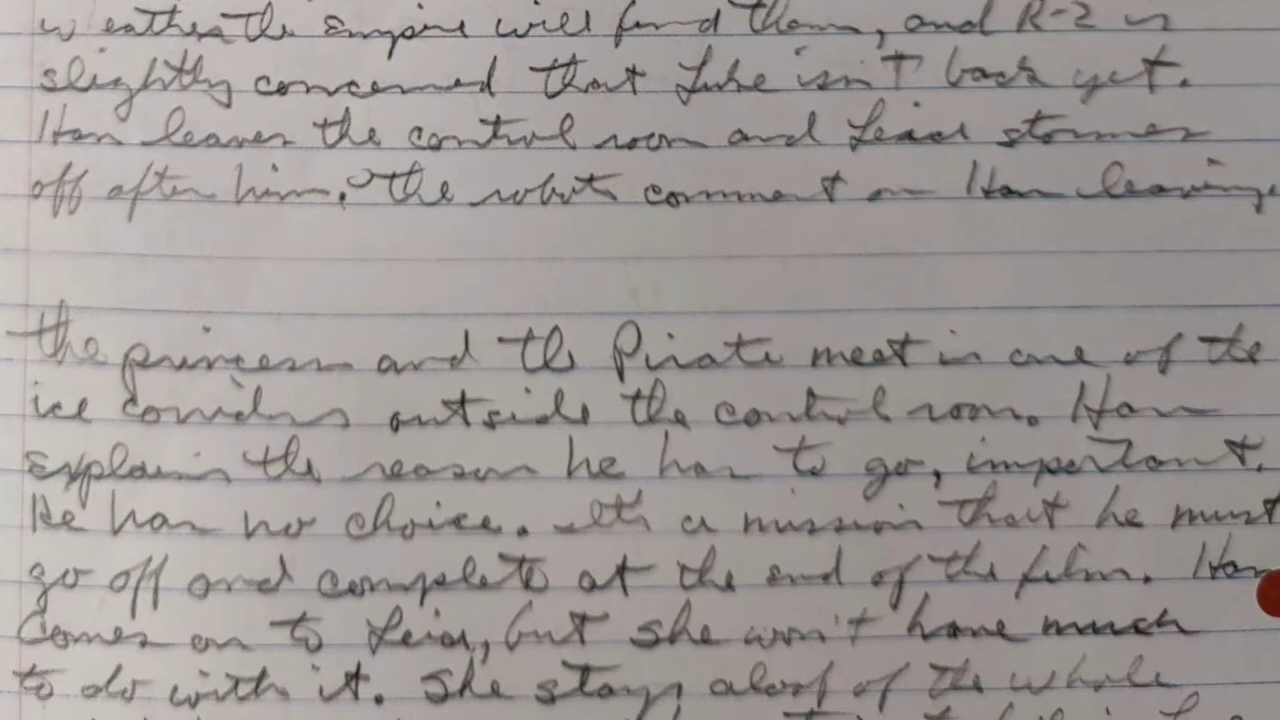 weather the Empire will find them, and R-2 is
slightly concerned that Luke isn't back yet.
Han leaves the control room and Leia storms
off after him. The robots comment on Han leaving
the princess and the Pirate meet in one of the
ice corridors outside the control room. Han
explains the reason he has to go, important.
He has no choice. It's a mission that he must
go off and complete at the end of the film. Han
comes on to Leia, but she won't have much
to do with it. She stays aloof of the whole